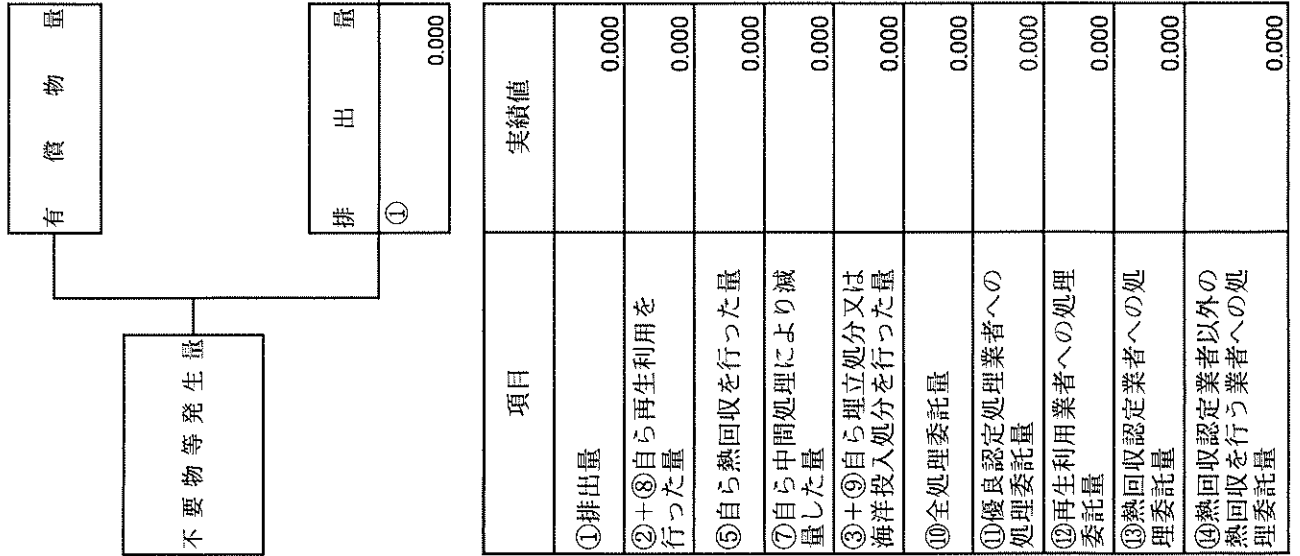 不要物等発生量
有償物量
排出量
①
0.000
項目
実績値
①排出量
0.000
②+⑧自ら再生利用を
行った量
0.000
⑤自ら熱回収を行った量
0.000
⑦自ら中間処理により減
量した量
0.000
③+⑨自ら埋立処分又は
海洋投入処分を行った量
0.000
⑩全処理委託量
0.000
⑪優良認定処理業者への
処理委託量
0.000
⑫再生利用業者への処理
委託量
0.000
⑬熱回収認定業者への処
理委託量
0.000
⑭熱回収認定業者以外の
熱回収を行う業者への処
理委託量
0.000